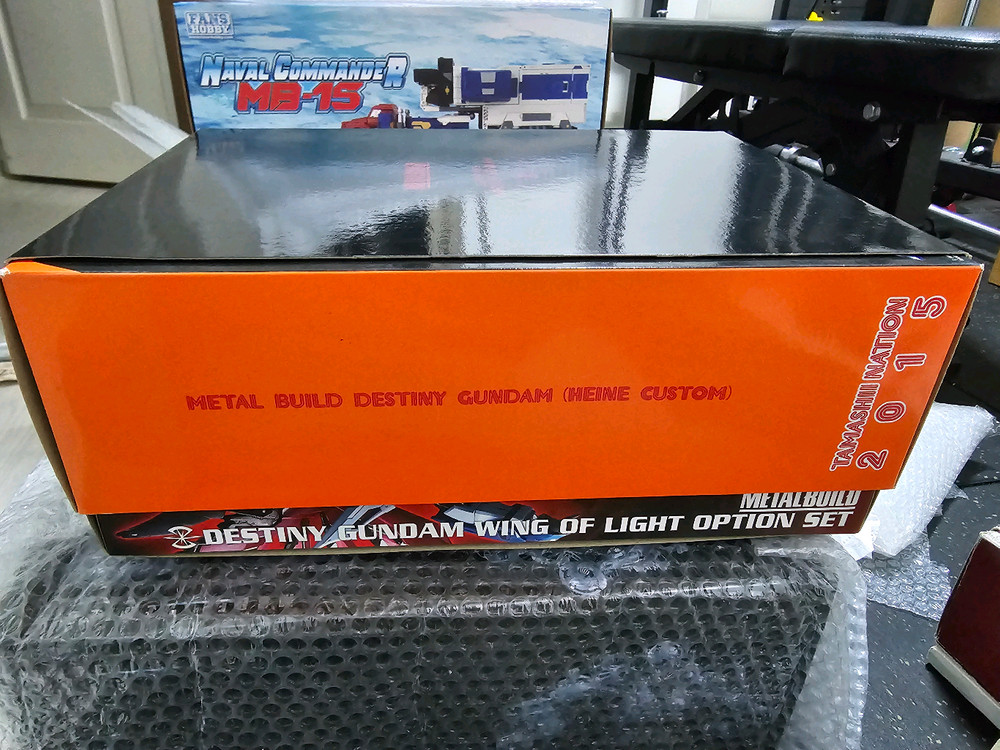 FANS
HOBBY
NAVAL COMMANDER
MB-1S
METAL BUILD DESTINY GUNDAM (HEINE CUSTOM)
TAMASHII NATION
2015
METALBUILD
DESTINY GUNDAM WING OF LIGHT OPTION SET